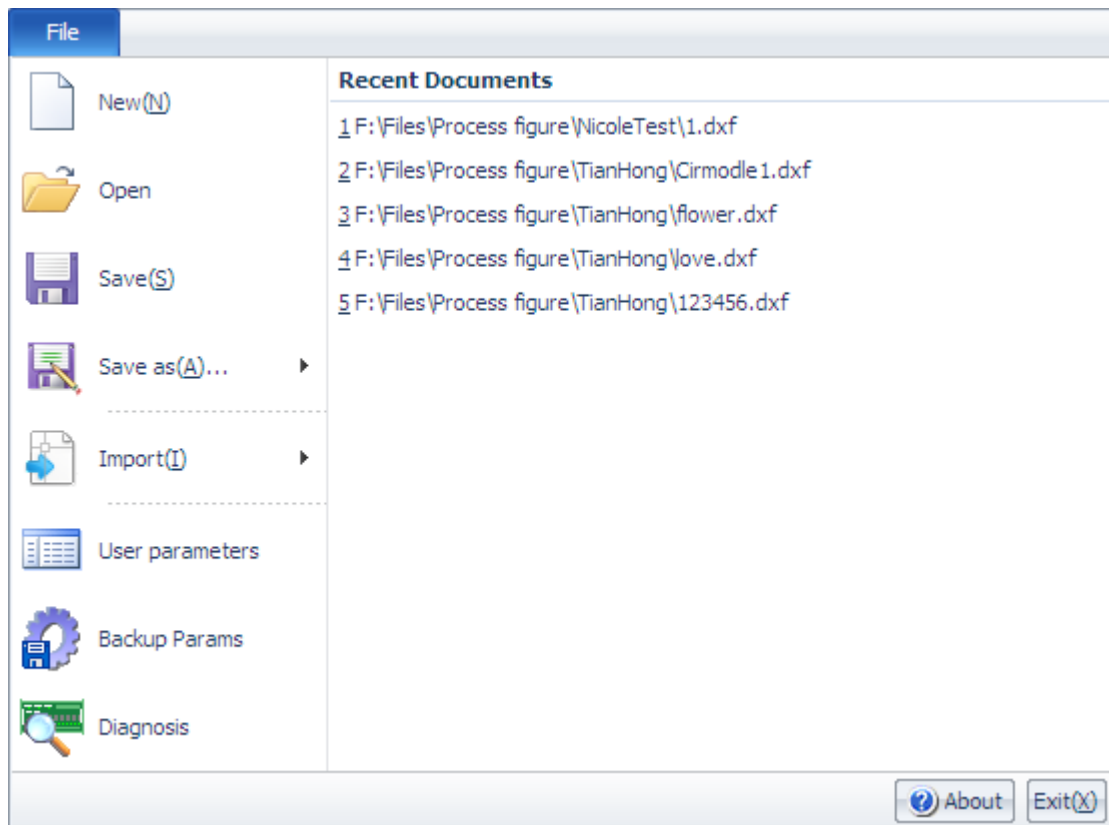 File
New(N)
Open
Save(S)
Save as(A)...
Import(I)
User parameters
Backup Params
Diagnosis
Recent Documents
1 F:\Files\Process figure\NicoleTest\1.dxf
2 F:\Files\Process figure\TianHong\Cirmodle1.dxf
3 F:\Files\Process figure\TianHong\flower.dxf
4 F:\Files\Process figure\TianHong\love.dxf
5 F:\Files\Process figure\TianHong\123456.dxf
About
Exit(X)